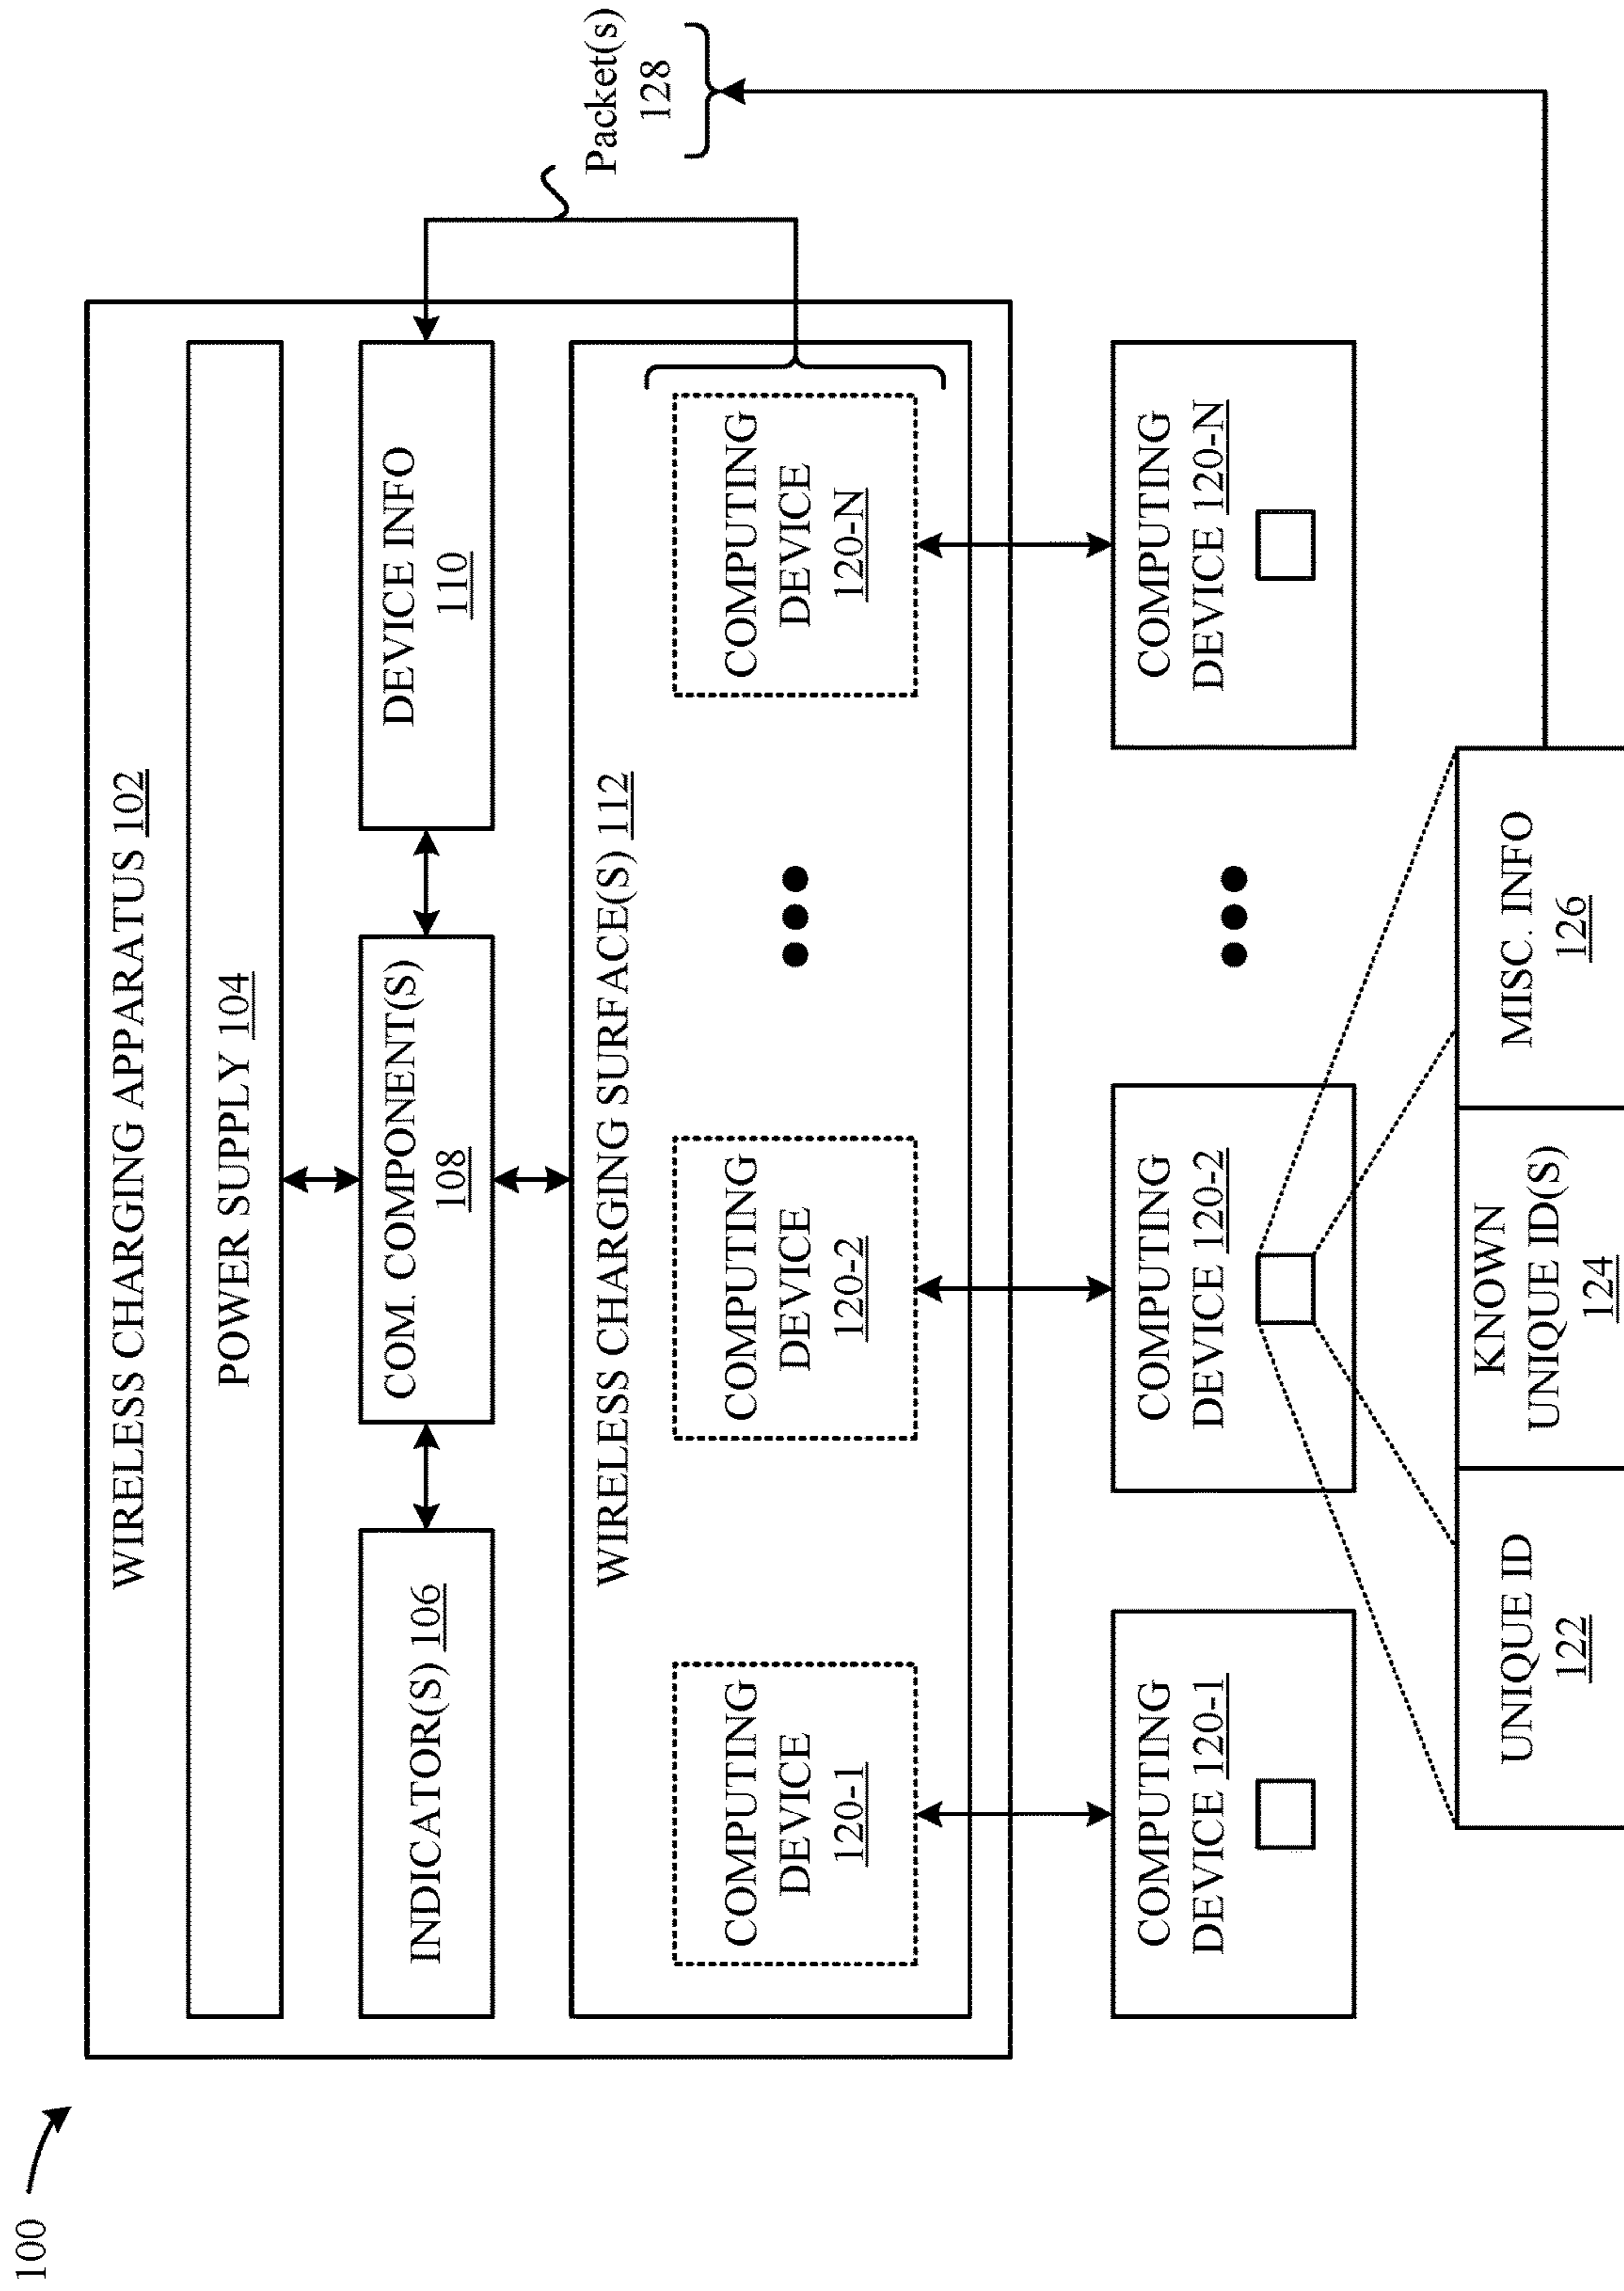 100
WIRELESS CHARGING APPARATUS 102
POWER SUPPLY 104
INDICATOR(S) 106
COM. COMPONENT(S)
108
DEVICE INFO
110
Packet(s)
128
WIRELESS CHARGING SURFACE(S) 112
COMPUTING
DEVICE
120-1
COMPUTING
DEVICE
120-2
COMPUTING
DEVICE
120-N
COMPUTING
DEVICE 120-1
COMPUTING
DEVICE 120-2
COMPUTING
DEVICE 120-N
UNIQUE ID
122
KNOWN
UNIQUE ID(S)
124
MISC. INFO
126